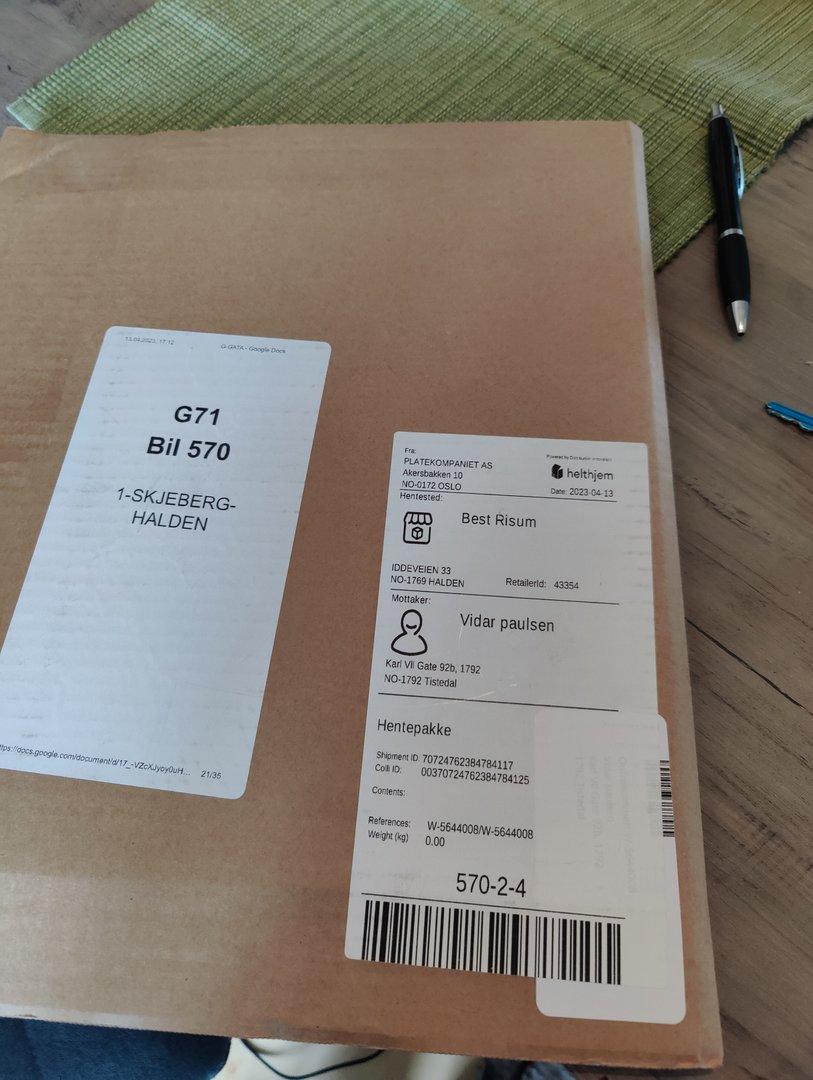 13.04.2023, 17:12
G-GATA - Google Docs
G71
Bil 570
1-SKJEBERG-
HALDEN
ttps://docs.google.com/document/d/17_-VZcXJyoy0uH...
21/35
Fra:
PLATEKOMPANIET AS
Akersbakken 10
NO-0172 OSLO
Powered by Distribution Innovation
helthjem
Date: 2023-04-13
Hentested:
Best Risum
IDDEVEIEN 33
NO-1769 HALDEN
RetailerId: 43354
Mottaker:
Vidar paulsen
Karl Vii Gate 92b, 1792
NO-1792 Tistedal
Hentepakke
Shipment ID: 70724762384784117
Colli ID: 00370724762384784125
Contents:
References: W-5644008/W-5644008
Weight (kg) 0.00
570-2-4